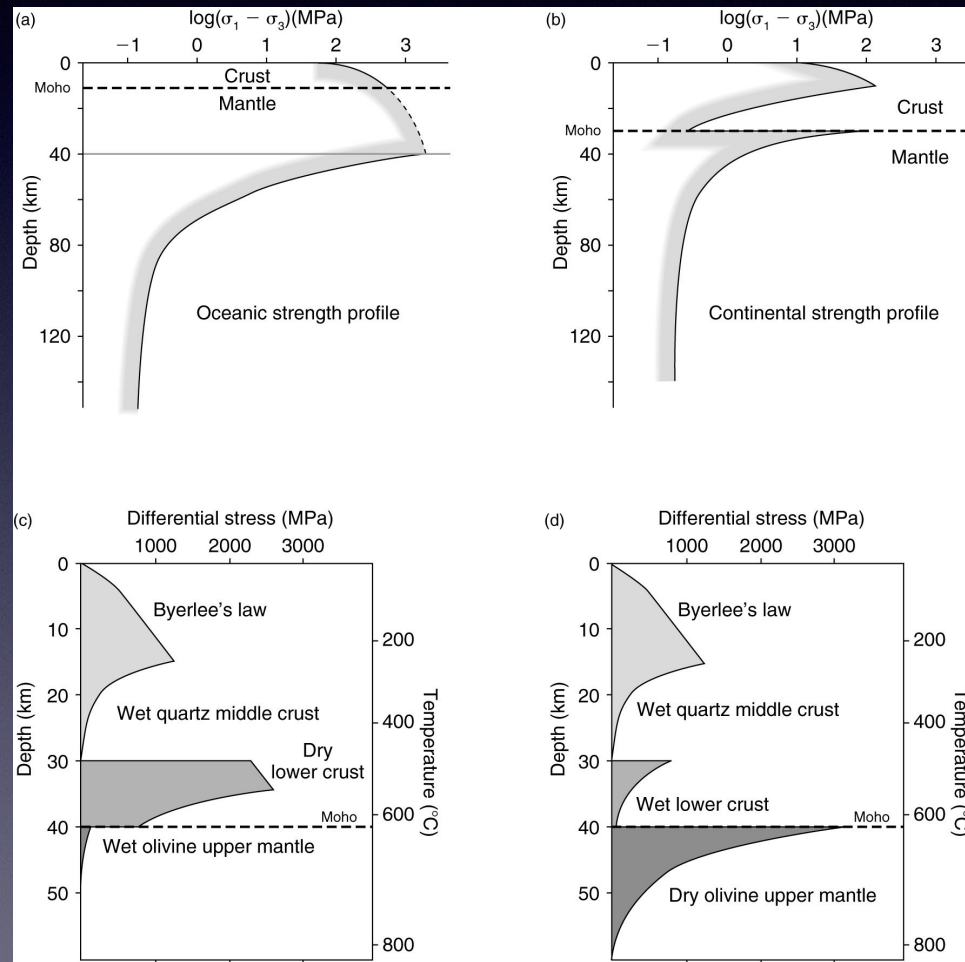 (a)
log(σ₁ − σ₃)(MPa)
−1 0 1 2 3
0
Crust
Moho
Mantle
40
80
120
Depth (km)
Oceanic strength profile
(b)
log(σ₁ − σ₃)(MPa)
−1 0 1 2 3
0
Crust
Moho
Mantle
40
80
120
Depth (km)
Continental strength profile
(c)
Differential stress (MPa)
1000 2000 3000
0
10
20
30
40
50
Depth (km)
Byerlee's law
Wet quartz middle crust
Dry
lower crust
Moho
Wet olivine upper mantle
200
400
600
800
Temperature (°C)
(d)
Differential stress (MPa)
1000 2000 3000
0
10
20
30
40
50
Depth (km)
Byerlee's law
Wet quartz middle crust
Wet lower crust
Moho
Dry olivine upper mantle
200
400
600
800
Temperature (°C)